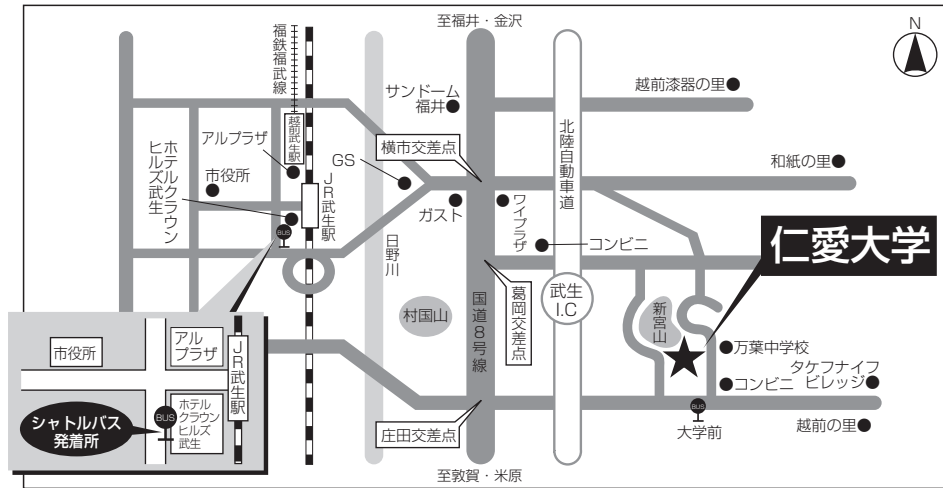 至福井・金沢
N
福鉄福武線
越前武生駅
アルプラザ
ホテルクラウン
ヒルズ武生
市役所
JR武生駅
GS
サンドーム
福井
横市交差点
ガスト
ワイプラザ
コンビニ
北陸自動車道
越前漆器の里
和紙の里
仁愛大学
BUS
日野川
村国山
国道8号線
葛岡交差点
武生
I.C
新宮山
万葉中学校
タケフナイフ
ビレッジ
コンビニ
BUS
大学前
越前の里
庄田交差点
至敦賀・米原
市役所
アル
プラザ
JR武生駅
BUS
シャトルバス
発着所
ホテル
クラウン
ヒルズ
武生